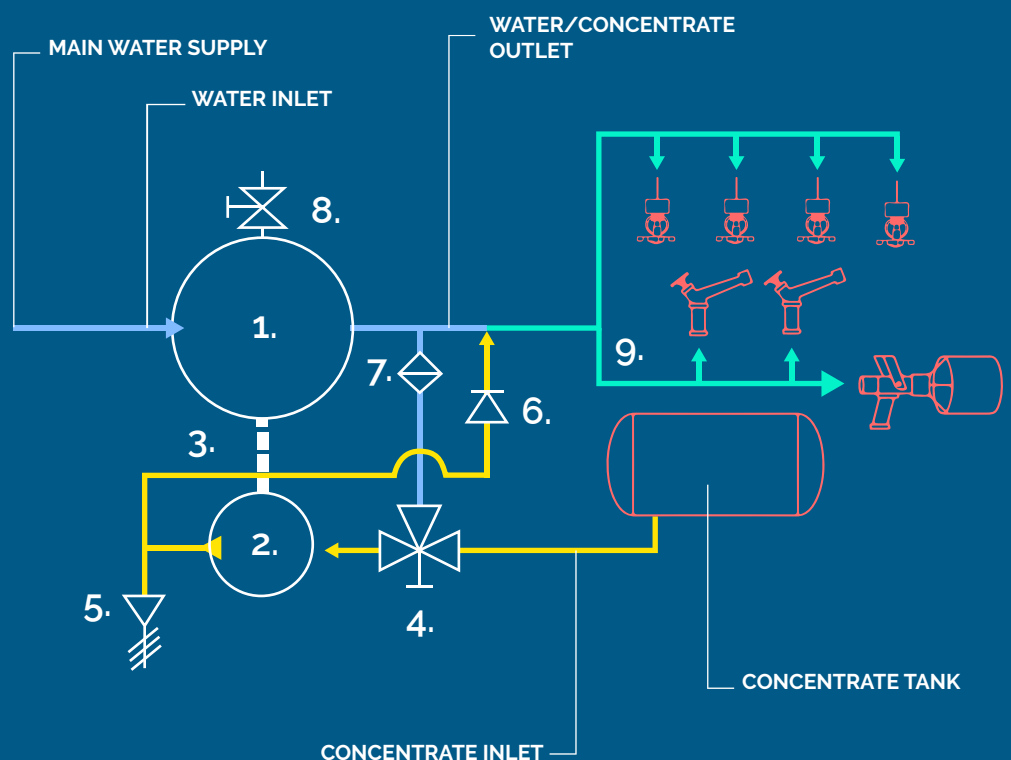 WATER/CONCENTRATE
OUTLET
MAIN WATER SUPPLY
WATER INLET
8.
1.
9.
7.
6.
3.
2.
5.
4.
CONCENTRATE TANK
CONCENTRATE INLET